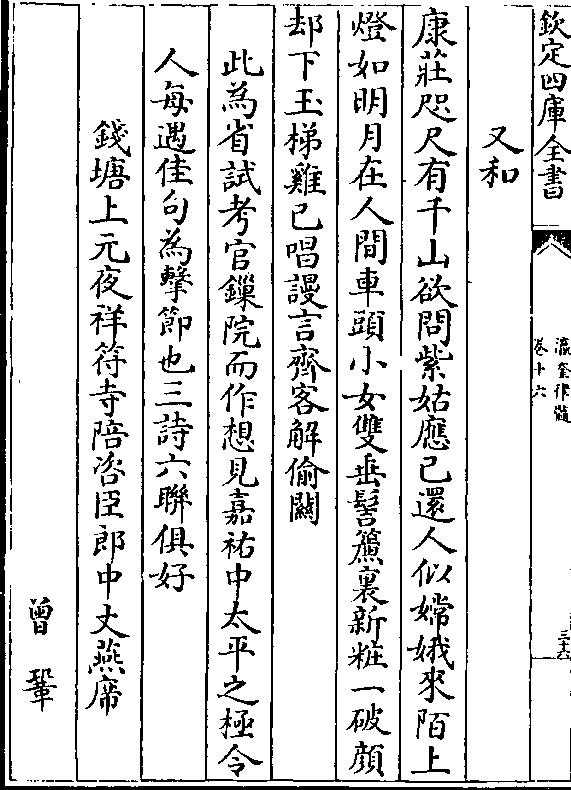 欽定四庫全書
瀛奎律髓
卷十六
三十六
又和
康莊咫尺有千山欲問紫姑應已還人似嫦娥來陌上
燈如明月在人間車頭小女雙垂髻簾裏新粧一破顔
却下玉梯雞已唱謾言齊客解偷關
此為省試考官鏁院而作想見嘉祐中太平之極令
人每遇佳句為擊節也三詩六聯俱好
錢塘上元夜祥符寺陪咨臣郎中丈燕席
曾鞏